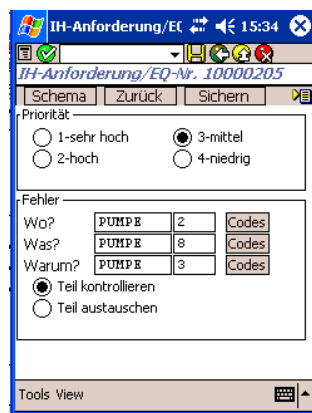 IH-Anforderung/E( 15:34
IH-Anforderung/EQ-Nr. 10000205
Schema Zurück Sichern
Priorität
1-sehr hoch 3-mittel
2-hoch 4-niedrig
Fehler
Wo? PUMPE 2 Codes
Was? PUMPE 8 Codes
Warum? PUMPE 3 Codes
Teil kontrollieren
Teil austauschen
Tools View